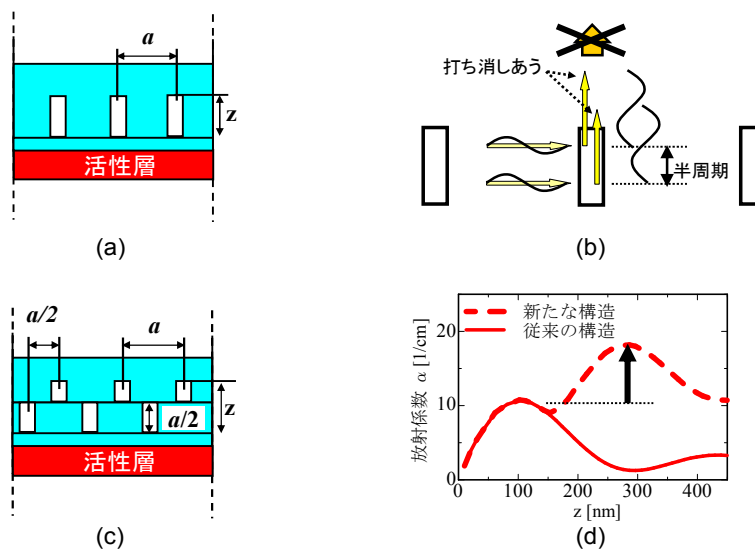 a
z
活性層
(a)
打ち消しあう
半周期
(b)
a/2
a
a/2
z
活性層
(c)
新たな構造
従来の構造
放射係数 α [1/cm]
20
10
0
0 100 200 300 400
z [nm]
(d)